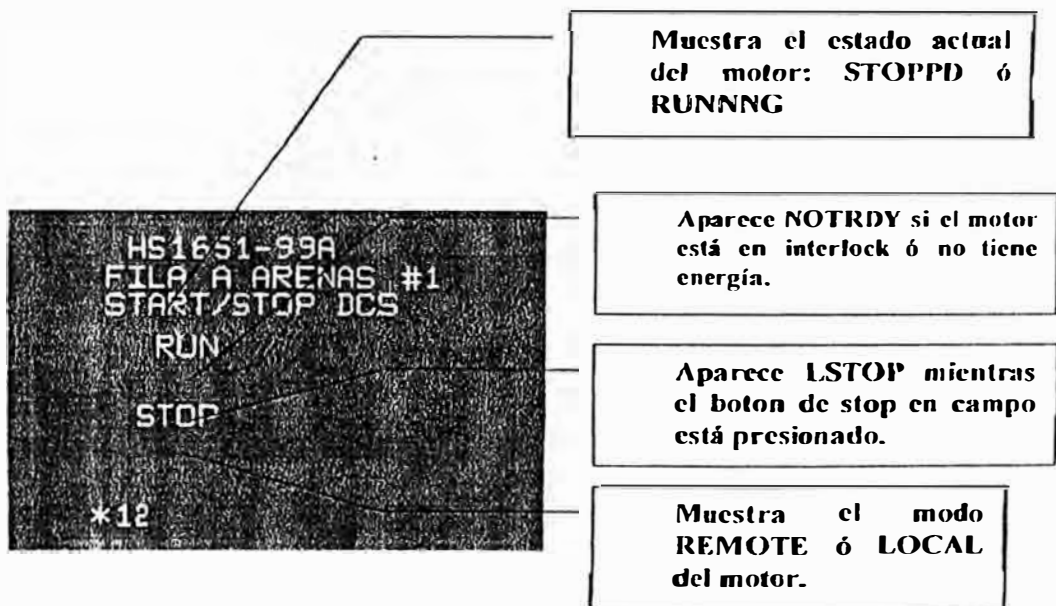 Muestra el estado actual
del motor: STOPPD ó
RUNNNG
HS1651-99A
FILA A ARENAS #1
START/STOP DCS
RUN
STOP
*12
Aparece NOTRDY si el motor
está en interlock ó no tiene
energía.
Aparece LSTOP mientras
el boton de stop en campo
está presionado.
Muestra el modo
REMOTE ó LOCAL
del motor.